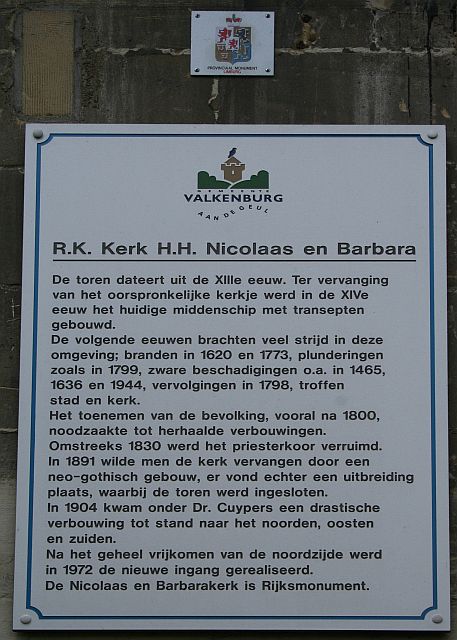 PROVINCIAAL MONUMENT
LIMBURG
GEMEENTE
VALKENBURG
AAN DE GEUL
R.K. Kerk H.H. Nicolaas en Barbara
De toren dateert uit de XIIIe eeuw. Ter vervanging
van het oorspronkelijke kerkje werd in de XIVe
eeuw het huidige middenschip met transepten
gebouwd.
De volgende eeuwen brachten veel strijd in deze
omgeving; branden in 1620 en 1773, plunderingen
zoals in 1799, zware beschadigingen o.a. in 1465,
1636 en 1944, vervolgingen in 1798, troffen
stad en kerk.
Het toenemen van de bevolking, vooral na 1800,
noodzaakte tot herhaalde verbouwingen.
Omstreeks 1830 werd het priesterkoor verruimd.
In 1891 wilde men de kerk vervangen door een
neo-gothisch gebouw, er vond echter een uitbreiding
plaats, waarbij de toren werd ingesloten.
In 1904 kwam onder Dr. Cuypers een drastische
verbouwing tot stand naar het noorden, oosten
en zuiden.
Na het geheel vrijkomen van de noordzijde werd
in 1972 de nieuwe ingang gerealiseerd.
De Nicolaas en Barbarakerk is Rijksmonument.